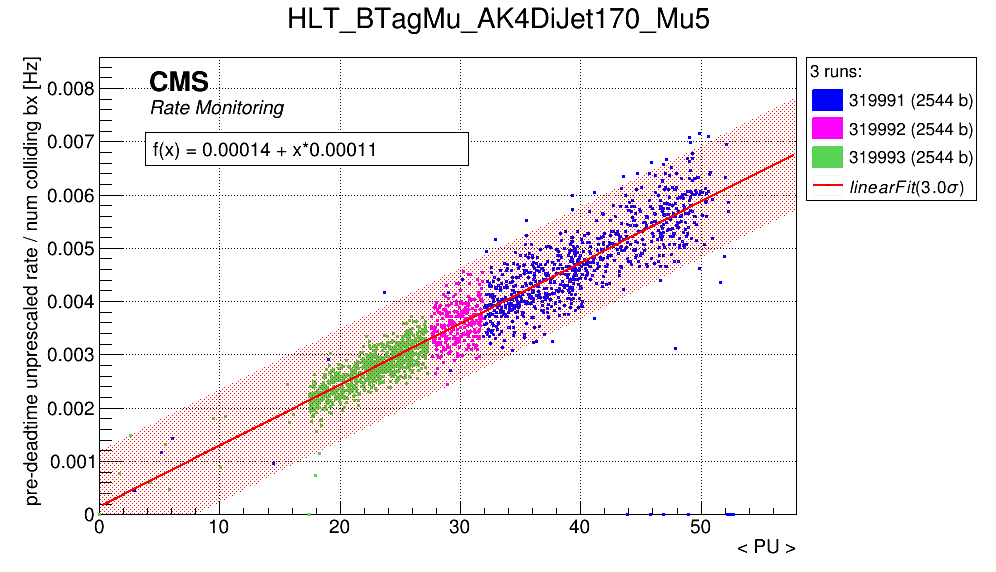 HLT_BTagMu_AK4DiJet170_Mu5
pre-deadtime unprescaled rate / num colliding bx [Hz]
CMS
Rate Monitoring
f(x) = 0.00014 + x*0.00011
0.008
0.007
0.006
0.005
0.004
0.003
0.002
0.001
0
0 10 20 30 40 50
< PU >
3 runs:
319991 (2544 b)
319992 (2544 b)
319993 (2544 b)
linearFit(3.0σ)